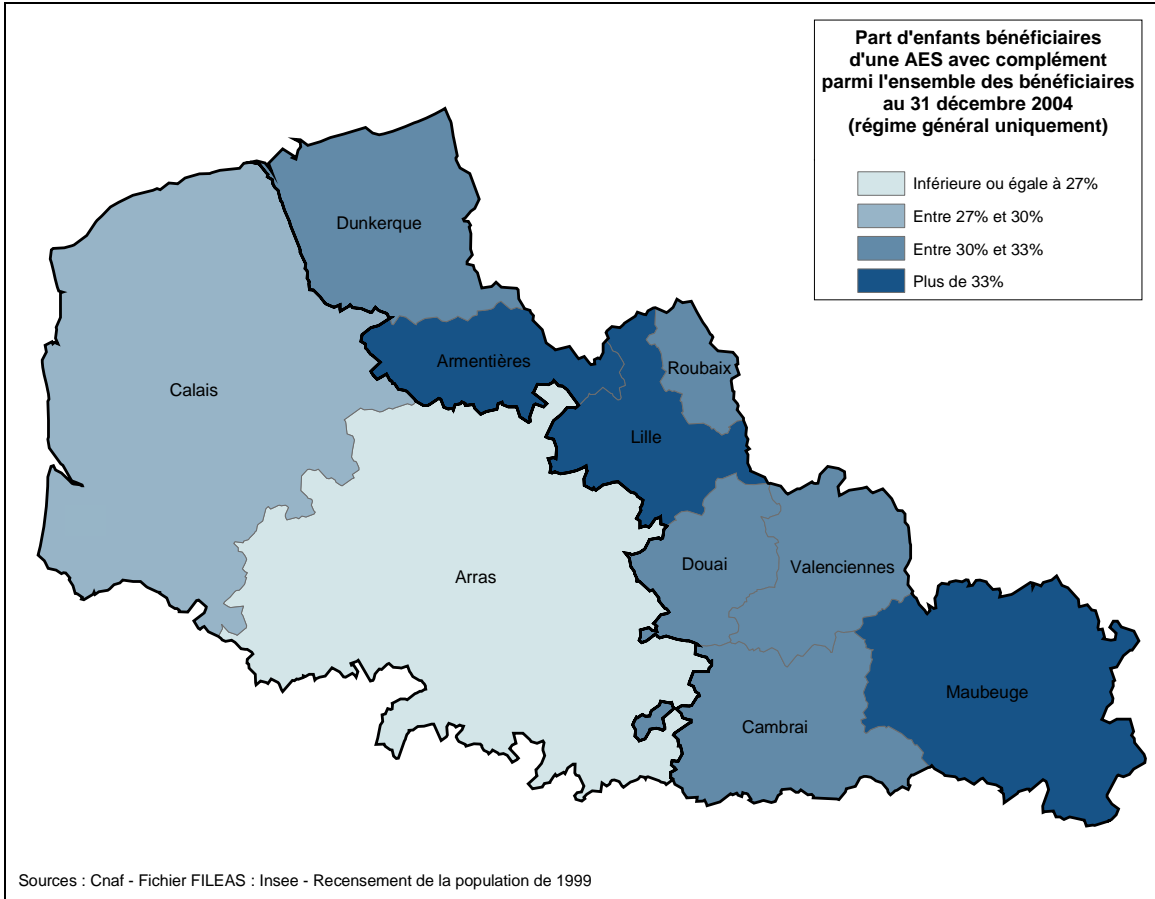 Part d'enfants bénéficiaires
d'une AES avec complément
parmi l'ensemble des bénéficiaires
au 31 décembre 2004
(régime général uniquement)
Inférieure ou égale à 27%
Entre 27% et 30%
Entre 30% et 33%
Plus de 33%
Dunkerque
Armentières
Roubaix
Calais
Lille
Douai
Valenciennes
Arras
Maubeuge
Cambrai
Sources : Cnaf - Fichier FILEAS : Insee - Recensement de la population de 1999